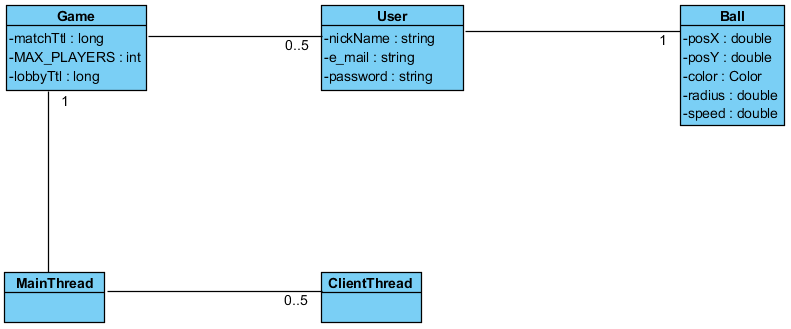 Game
-matchTtl : long
-MAX_PLAYERS : int
-lobbyTtl : long
1
0..5
User
-nickName : string
-e_mail : string
-password : string
1
Ball
-posX : double
-posY : double
-color : Color
-radius : double
-speed : double
MainThread
0..5
ClientThread